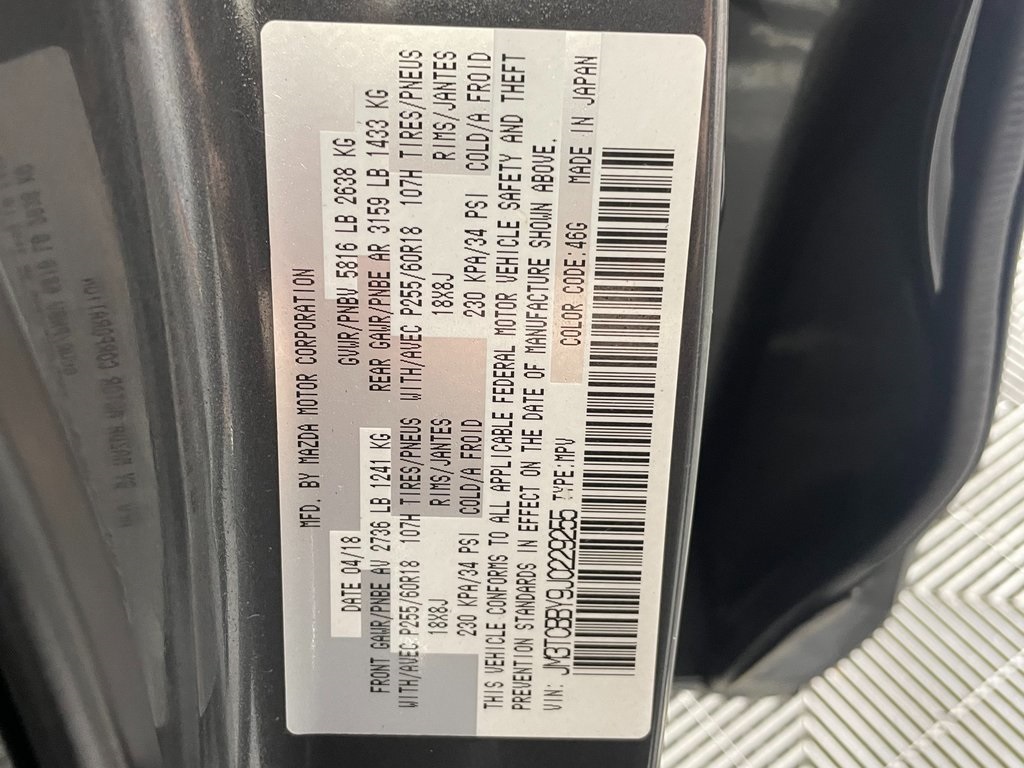 MFD. BY MAZDA MOTOR CORPORATION
DATE 04/18 GVWR/PNBV 5816 LB 2638 KG
FRONT GAWR/PNBE AV 2736 LB 1241 KG REAR GAWR/PNBE AR 3159 LB 1433 KG
WITH/AVEC P255/60R18 107H TIRES/PNEUS WITH/AVEC P255/60R18 107H TIRES/PNEUS
18X8J RIMS/JANTES 18X8J RIMS/JANTES
230 KPA/34 PSI COLD/A FROID 230 KPA/34 PSI COLD/A FROID
THIS VEHICLE CONFORMS TO ALL APPLICABLE FEDERAL MOTOR VEHICLE SAFETY AND THEFT
PREVENTION STANDARDS IN EFFECT ON THE DATE OF MANUFACTURE SHOWN ABOVE.
VIN: JM3TCBBY9J0229255 TYPE:MPV COLOR CODE:46G MADE IN JAPAN